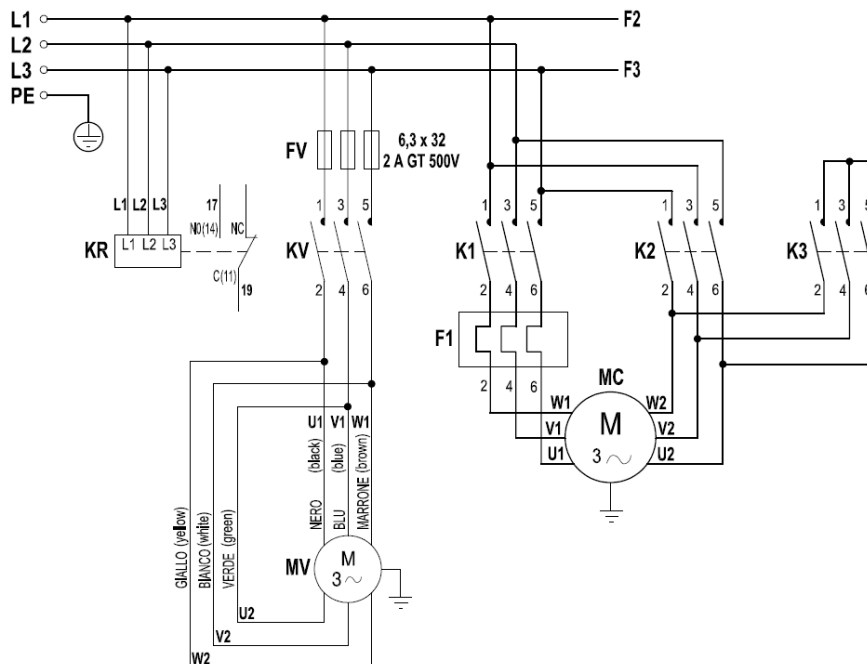 L1 F2
L2
L3 F3
PE
FV 6,3 x 32
2 A GT 500V
L1 L2 L3 17
N0(14) NC
1 3 5 1 3 5 1 3 5 1 3 5
KR L1 L2 L3 KV K1 K2 K3
C(11)
19
2 4 6 2 4 6 2 4 6 2 4 6
F1
2 4 6 MC
W1 W2
V1 M V2
U1 3 U2
U1 V1 W1
GIALLO (yellow)
BIANCO (white)
VERDE (green)
NERO (black)
BLU (blue)
MARRONE (brown)
MV M
3
U2
V2
W2